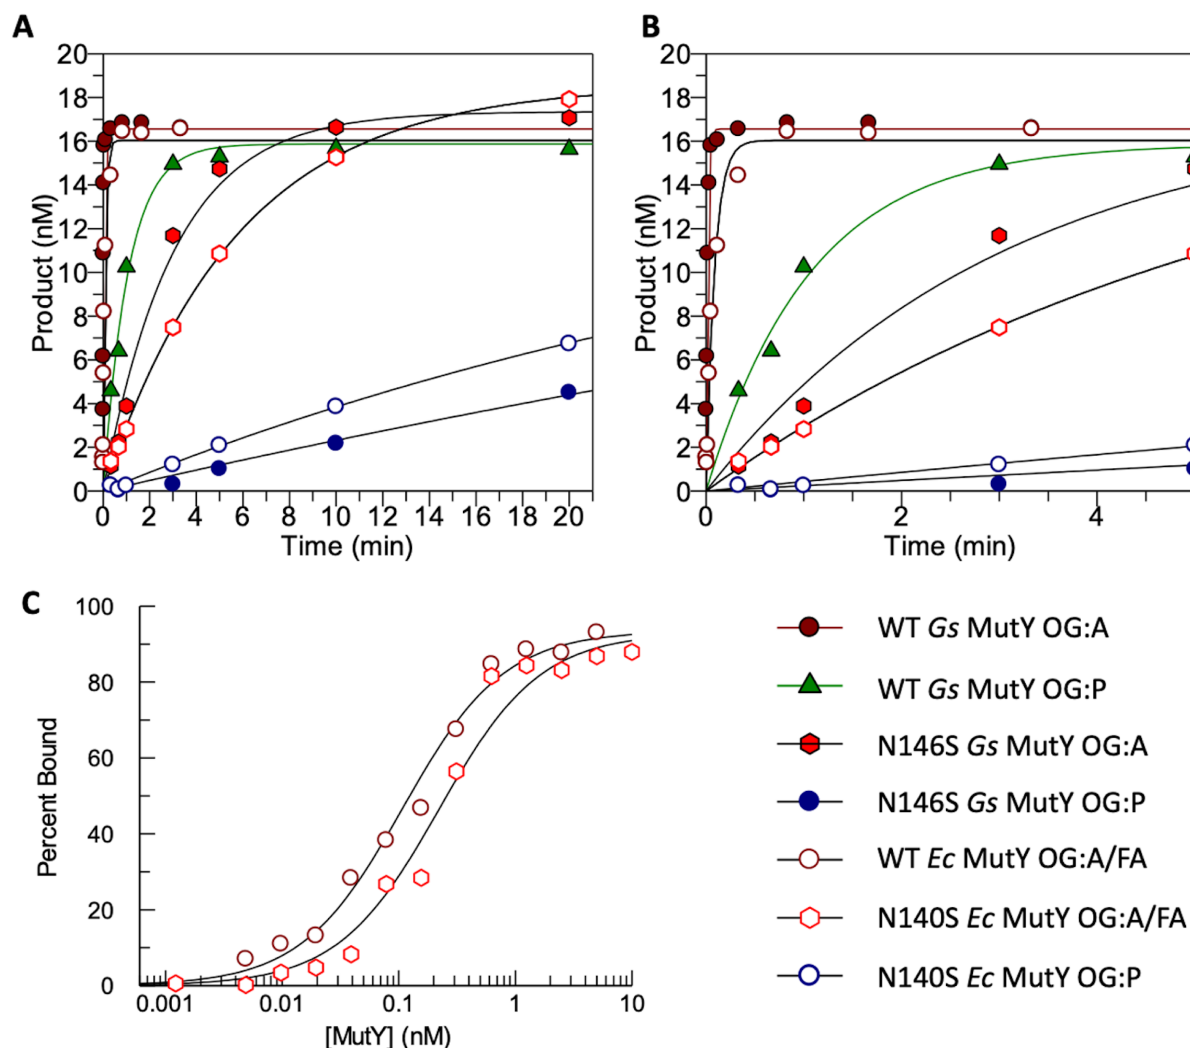 A
20
18
16
14
12
10
8
6
4
2
0
Product (nM)
0 2 4 6 8 10 12 14 16 18 20
Time (min)
B
20
18
16
14
12
10
8
6
4
2
0
Product (nM)
0 2 4
Time (min)
C
100
80
60
40
20
0
Percent Bound
0.001 0.01 0.1 1 10
[MutY] (nM)
WT Gs MutY OG:A
WT Gs MutY OG:P
N146S Gs MutY OG:A
N146S Gs MutY OG:P
WT Ec MutY OG:A/FA
N140S Ec MutY OG:A/FA
N140S Ec MutY OG:P